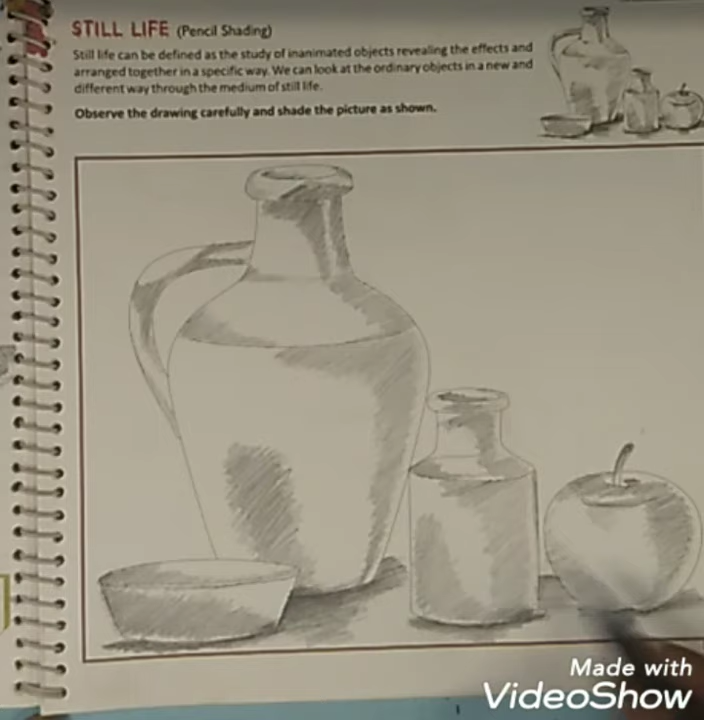 STILL LIFE (Pencil Shading)
Still life can be defined as the study of inanimated objects revealing the effects and
arranged together in a specific way. We can look at the ordinary objects in a new and
different way through the medium of still life.
Observe the drawing carefully and shade the picture as shown.
Made with
VideoShow